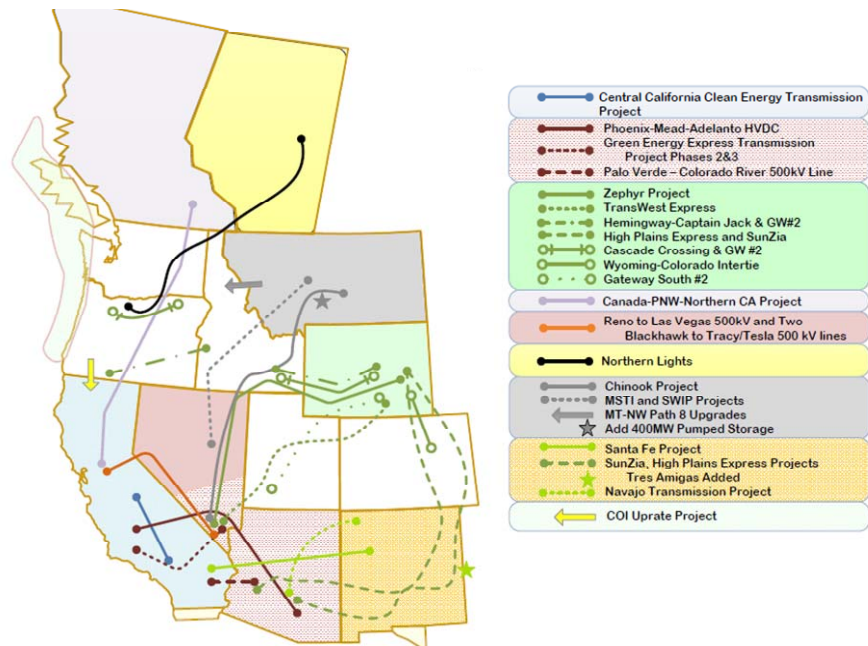 Central California Clean Energy Transmission
Project
Phoenix-Mead-Adelanto HVDC
Green Energy Express Transmission
Project Phases 2&3
Palo Verde – Colorado River 500kV Line
Zephyr Project
TransWest Express
Hemingway-Captain Jack & GW#2
High Plains Express and SunZia
Cascade Crossing & GW #2
Wyoming-Colorado Intertie
Gateway South #2
Canada-PNW-Northern CA Project
Reno to Las Vegas 500kV and Two
Blackhawk to Tracy/Tesla 500 kV lines
Northern Lights
Chinook Project
MSTI and SWIP Projects
MT-NW Path 8 Upgrades
Add 400MW Pumped Storage
Santa Fe Project
SunZia, High Plains Express Projects
Tres Amigas Added
Navajo Transmission Project
COI Uprate Project